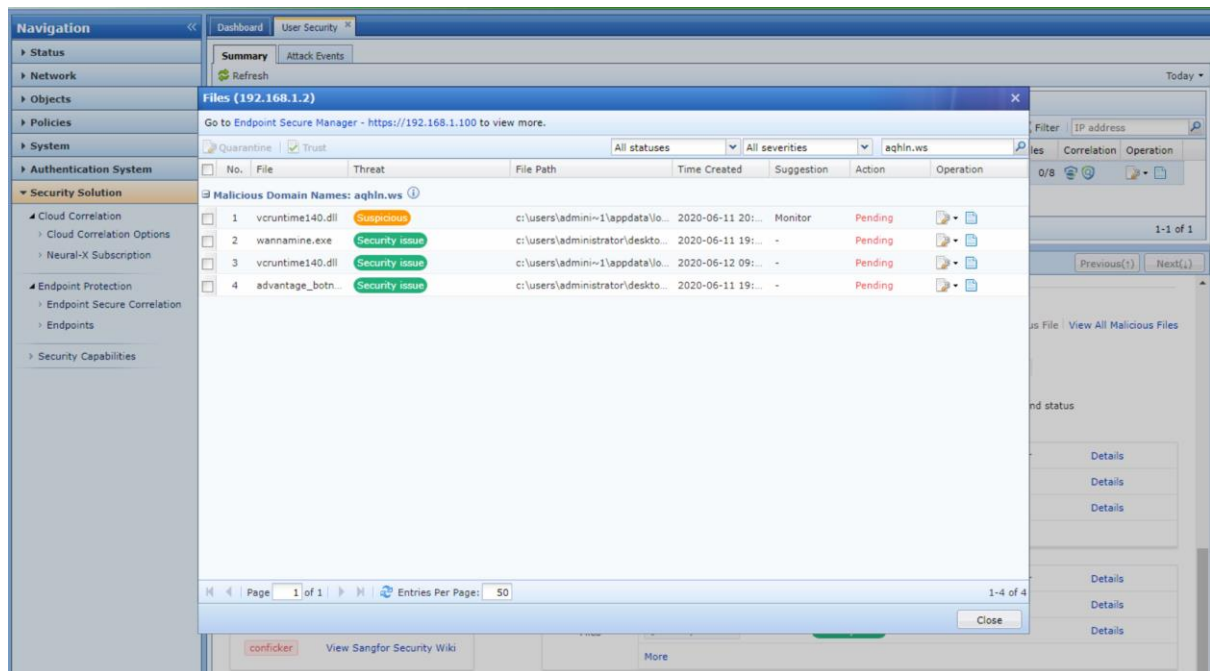 Navigation
Dashboard
User Security
Status
Network
Objects
Policies
System
Authentication System
Security Solution
Cloud Correlation
Cloud Correlation Options
Neural-X Subscription
Endpoint Protection
Endpoint Secure Correlation
Endpoints
Security Capabilities
Summary
Attack Events
Refresh
Today
Files (192.168.1.2)
Go to Endpoint Secure Manager - https://192.168.1.100 to view more.
Quarantine Trust All statuses All severities aqhln.ws
No. File Threat File Path Time Created Suggestion Action Operation
Malicious Domain Names: aqhln.ws
1 vcruntime140.dll Suspicious c:\users\admini~1\appdata\lo... 2020-06-11 20:... Monitor Pending
2 wannamine.exe Security issue c:\users\administrator\deskto... 2020-06-11 19:... - Pending
3 vcruntime140.dll Security issue c:\users\admini~1\appdata\lo... 2020-06-12 09:... - Pending
4 advantage_botn... Security issue c:\users\administrator\deskto... 2020-06-11 19:... - Pending
Page 1 of 1 Entries Per Page: 50 1-4 of 4
Close
Filter IP address
les Correlation Operation
0/8
1-1 of 1
Previous(↑) Next(↓)
us File View All Malicious Files
nd status
Details
Details
Details
Details
Details
Details
conficker View Sangfor Security Wiki
More